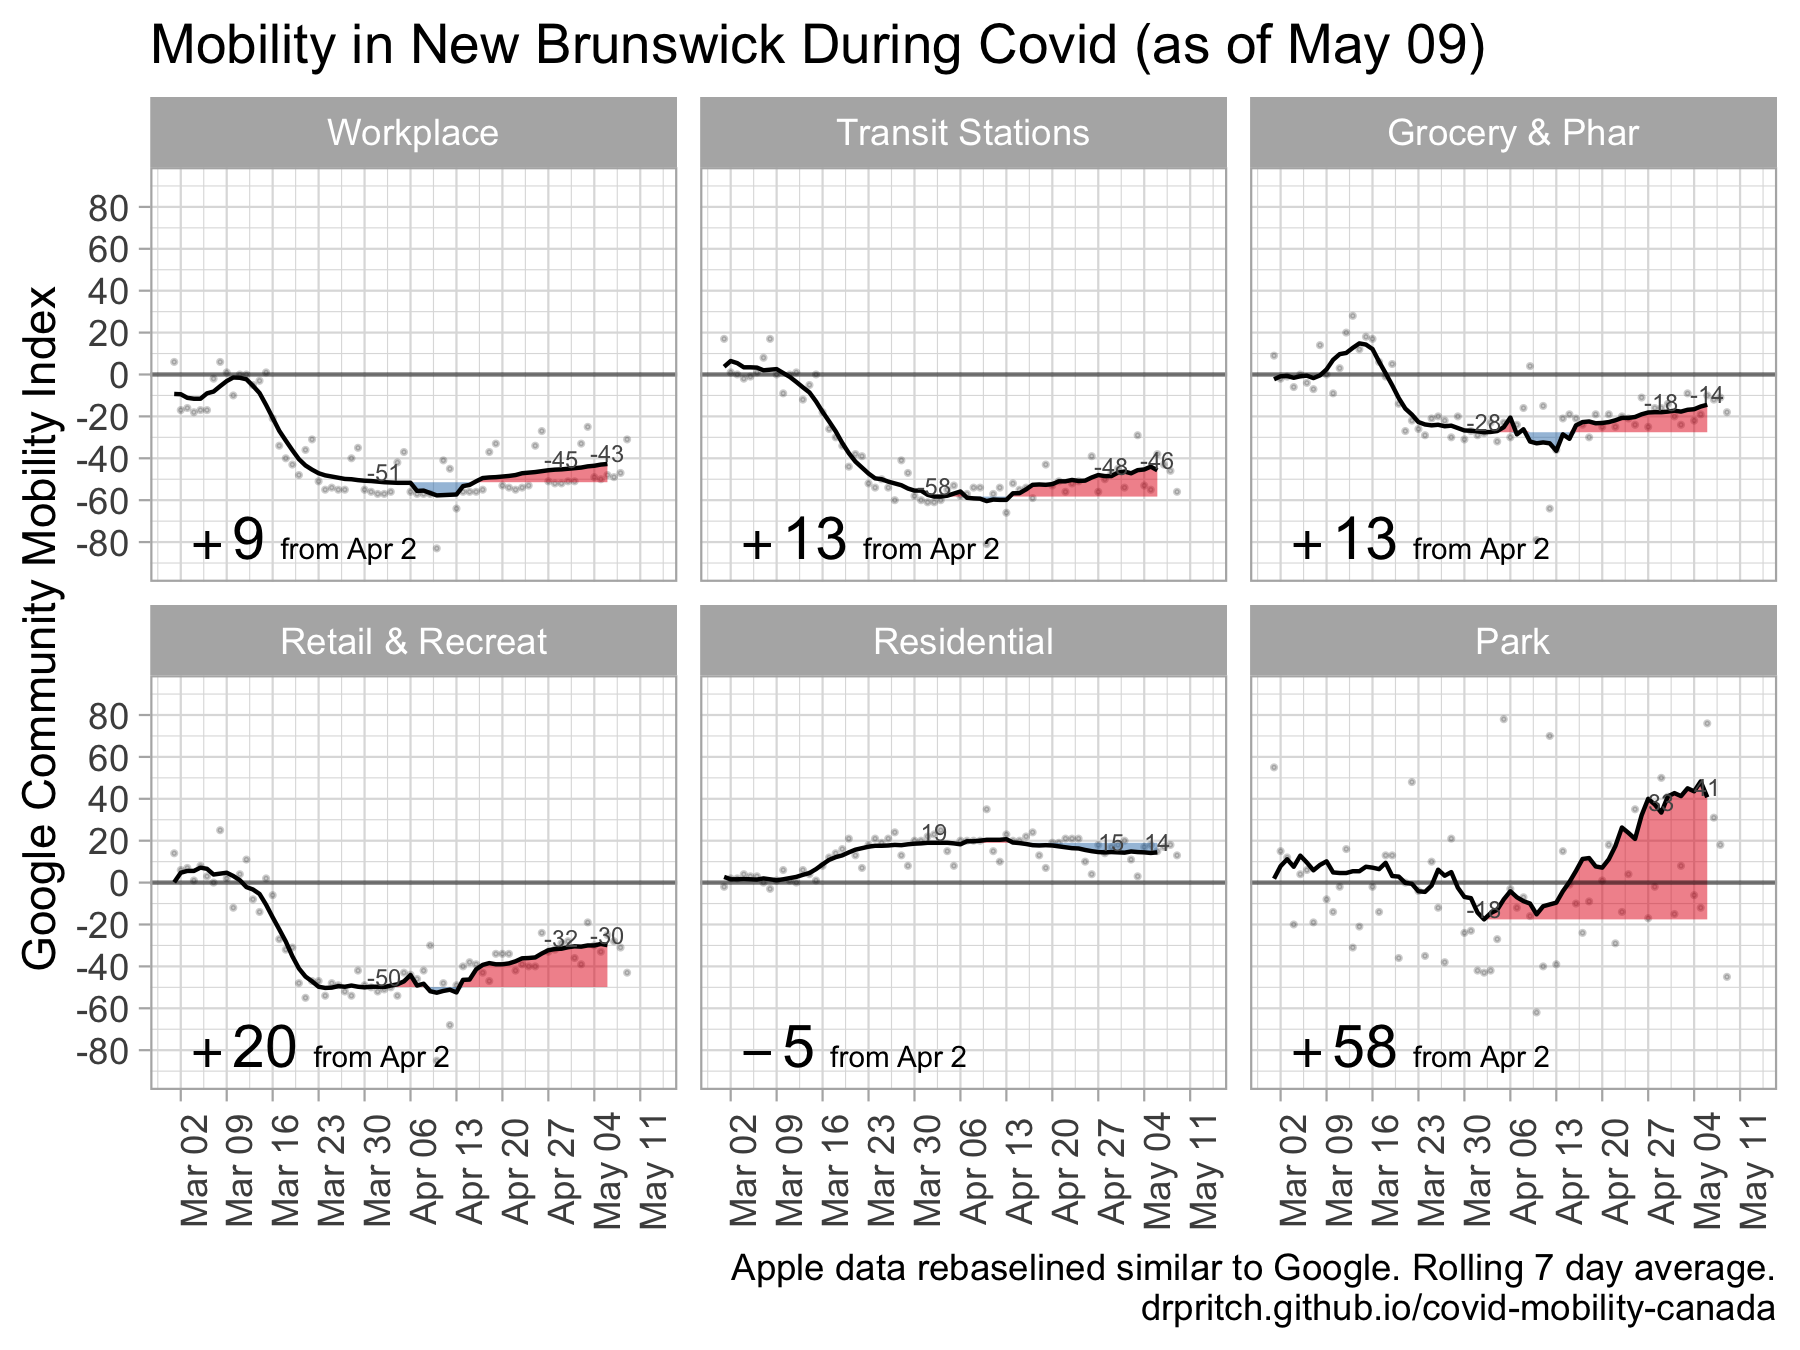 Mobility in New Brunswick During Covid (as of May 09)
Google Community Mobility Index
Workplace
Transit Stations
Grocery & Phar
80
60
40
20
0
-20
-40
-60
-80
-51
-45
-43
+9 from Apr 2
-58
-48
-46
+13 from Apr 2
-28
-18
-14
+13 from Apr 2
Retail & Recreat
Residential
Park
80
60
40
20
0
-20
-40
-60
-80
-50
-32
-30
+20 from Apr 2
19
15
14
−5 from Apr 2
-18
33
41
+58 from Apr 2
Mar 02
Mar 09
Mar 16
Mar 23
Mar 30
Apr 06
Apr 13
Apr 20
Apr 27
May 04
May 11
Mar 02
Mar 09
Mar 16
Mar 23
Mar 30
Apr 06
Apr 13
Apr 20
Apr 27
May 04
May 11
Mar 02
Mar 09
Mar 16
Mar 23
Mar 30
Apr 06
Apr 13
Apr 20
Apr 27
May 04
May 11
Apple data rebaselined similar to Google. Rolling 7 day average.
drpritch.github.io/covid-mobility-canada